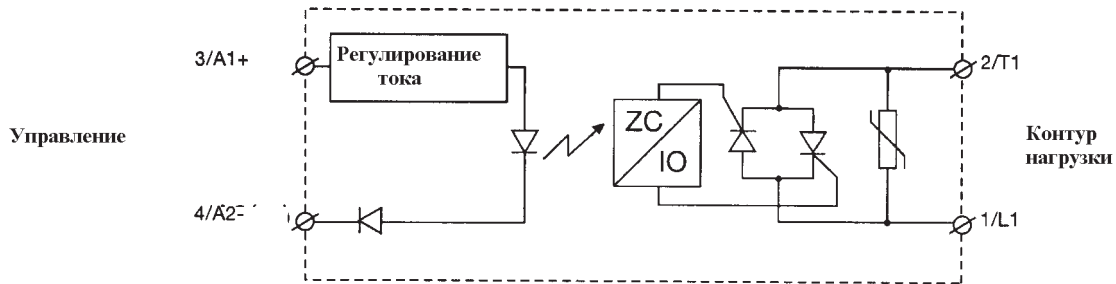 3/A1+
Регулирование
тока
2/T1
Управление
ZC
IO
Контур
нагрузки
4/A2-
1/L1